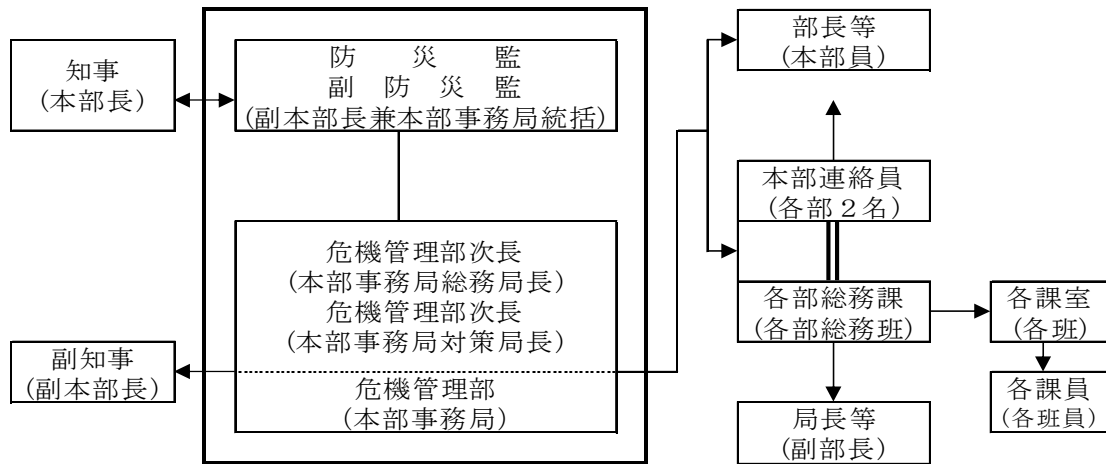 知事
(本部長)
防災監
副防災監
(副本部長兼本部事務局統括)
危機管理部次長
(本部事務局総務局長)
危機管理部次長
(本部事務局対策局長)
危機管理部
(本部事務局)
副知事
(副本部長)
部長等
(本部員)
本部連絡員
(各部２名)
各部総務課
(各部総務班)
局長等
(副部長)
各課室
(各班)
各課員
(各班員)